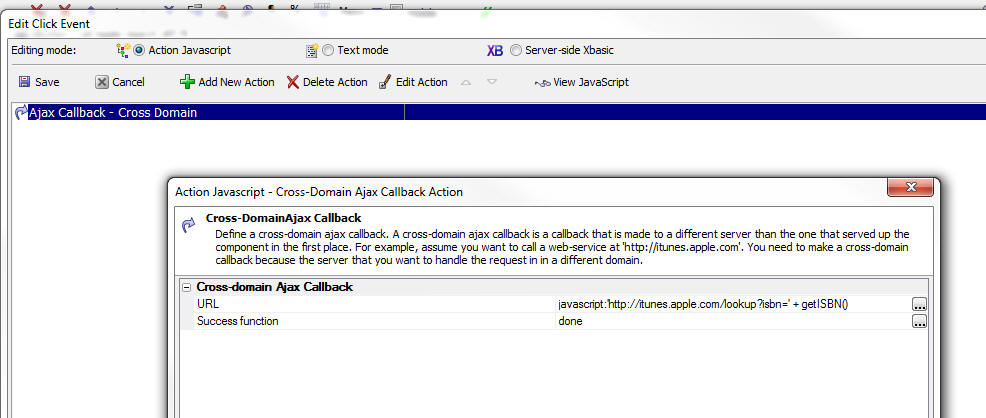 Edit Click Event
Editing mode: Action Javascript Text mode XB Server-side Xbasic
Save Cancel Add New Action Delete Action Edit Action View JavaScript
Ajax Callback - Cross Domain
Action Javascript - Cross-Domain Ajax Callback Action
Cross-DomainAjax Callback
Define a cross-domain ajax callback. A cross-domain ajax callback is a callback that is made to a different server than the one that served up the
component in the first place. For example, assume you want to call a web-service at 'http://itunes.apple.com'. You need to make a cross-domain
callback because the server that you want to handle the request in in a different domain.
Cross-domain Ajax Callback
URL javascript:'http://itunes.apple.com/lookup?isbn=' + getISBN() ...
Success function done ...